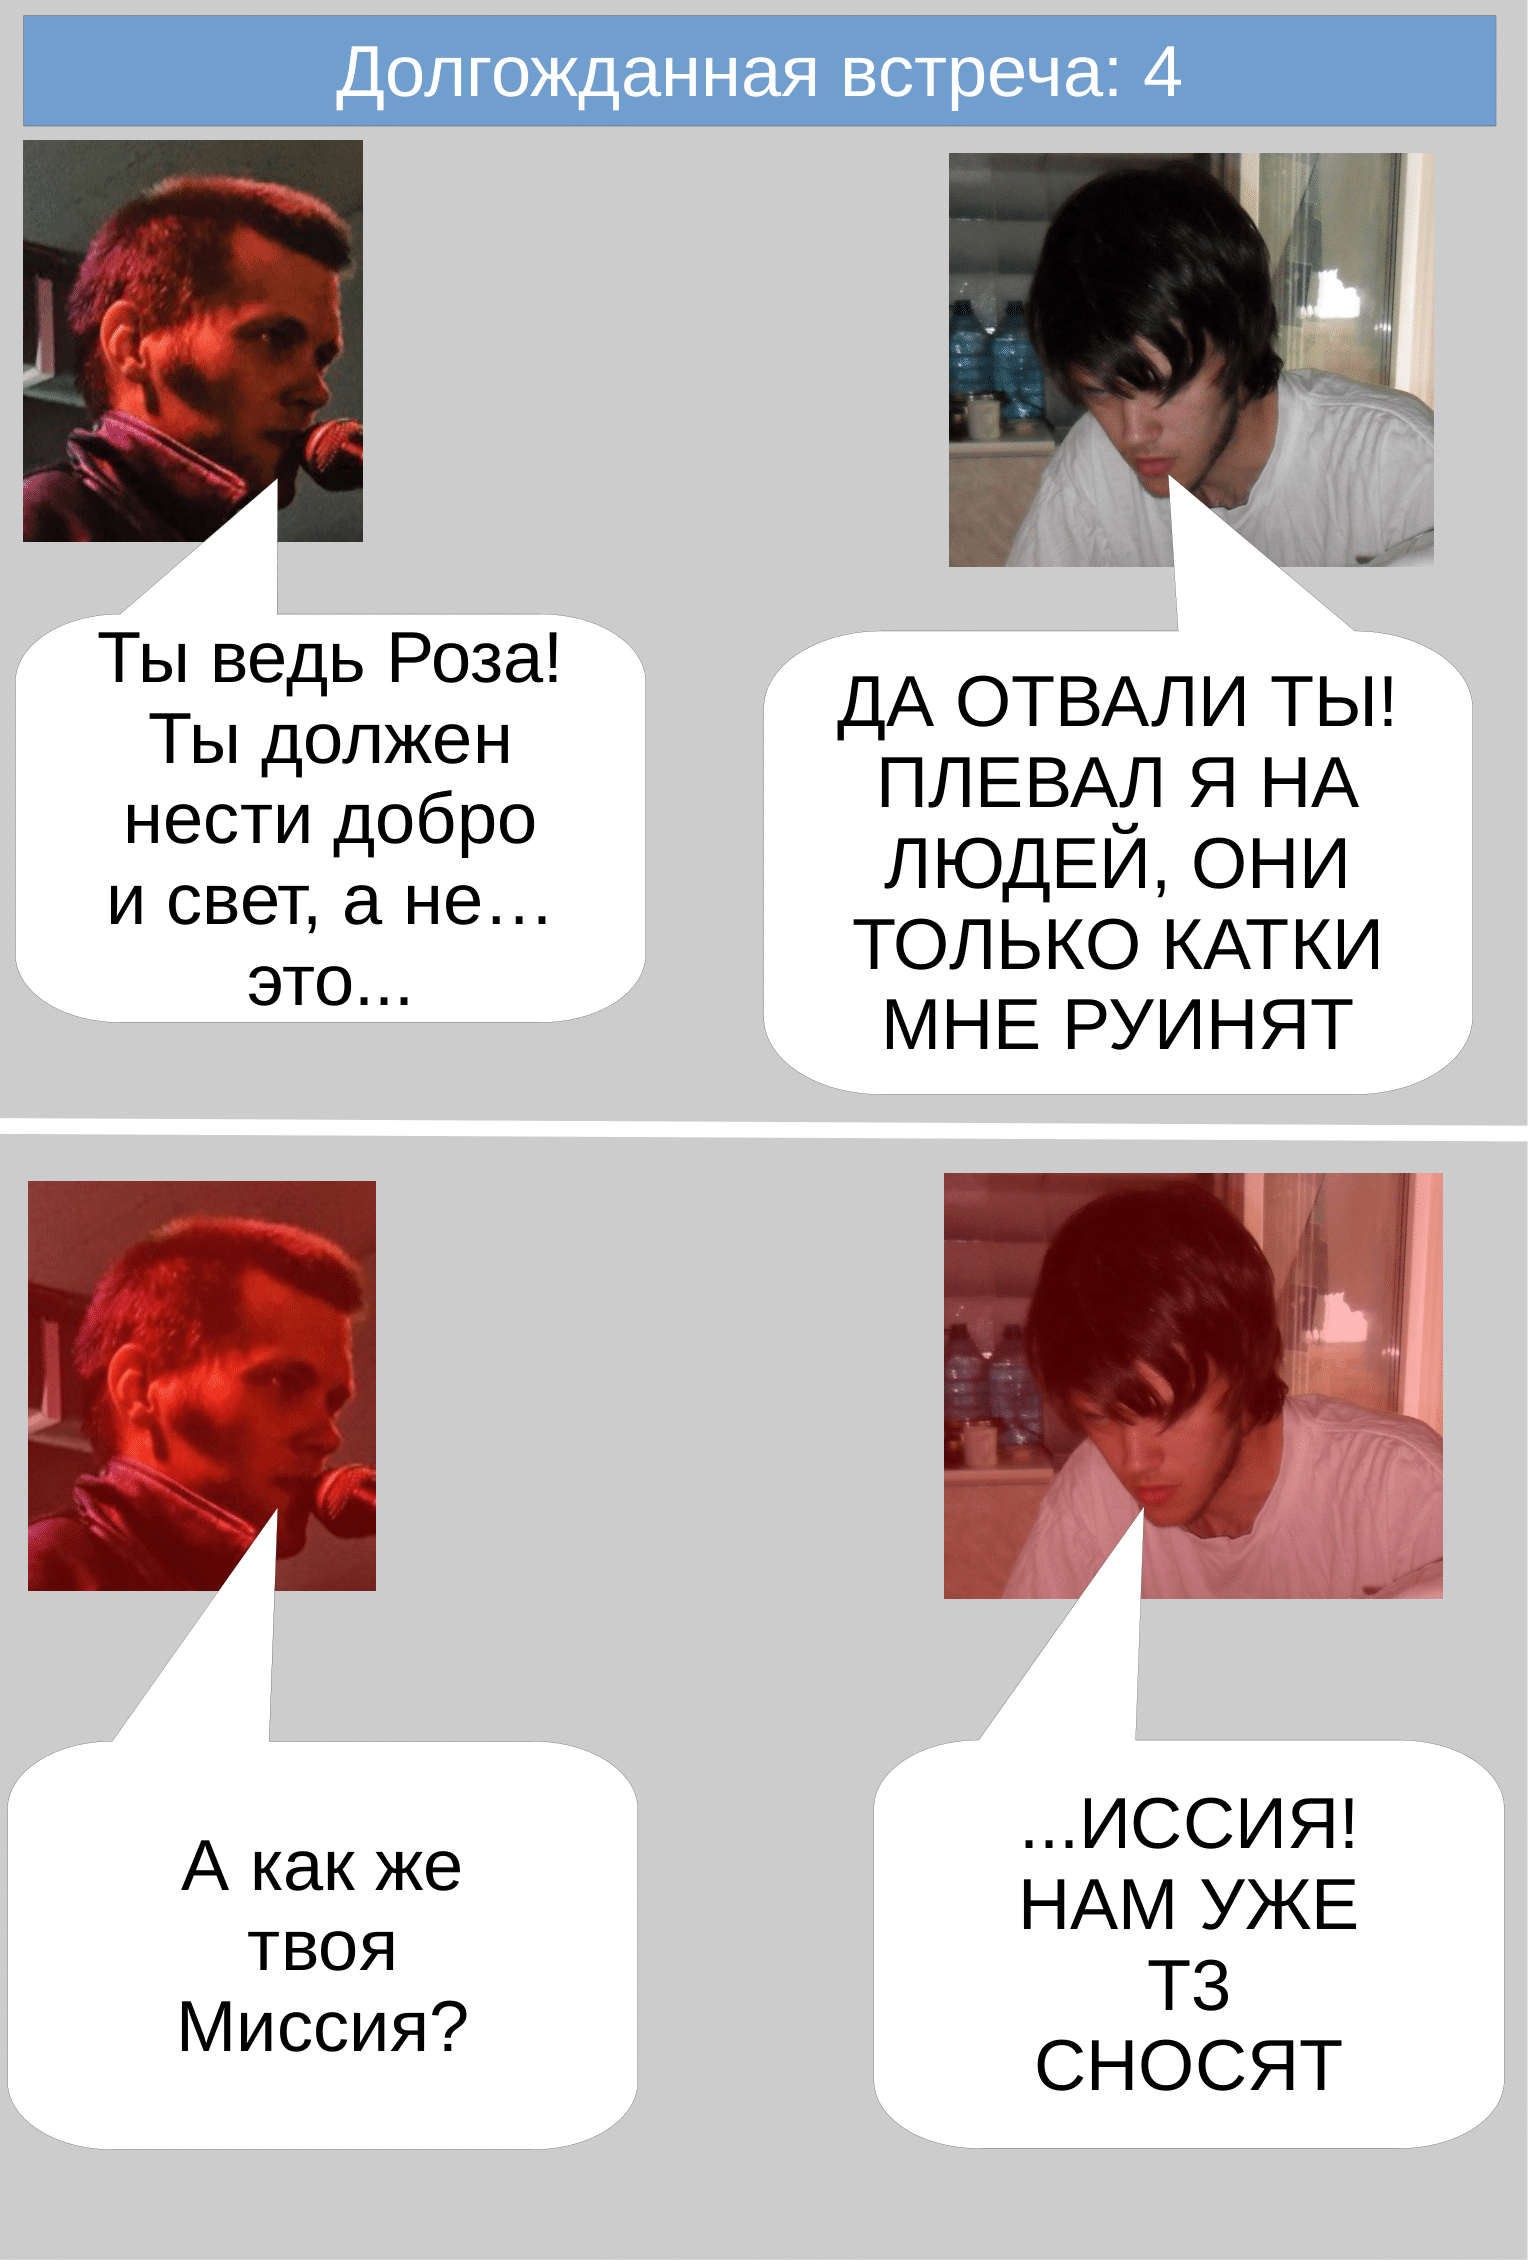 Долгожданная встреча: 4
Ты ведь Роза!
Ты должен
нести добро
и свет, а не…
это...
ДА ОТВАЛИ ТЫ!
ПЛЕВАЛ Я НА
ЛЮДЕЙ, ОНИ
ТОЛЬКО КАТКИ
МНЕ РУИНЯТ
А как же
твоя
Миссия?
...ИССИЯ!
НАМ УЖЕ
Т3
СНОСЯТ